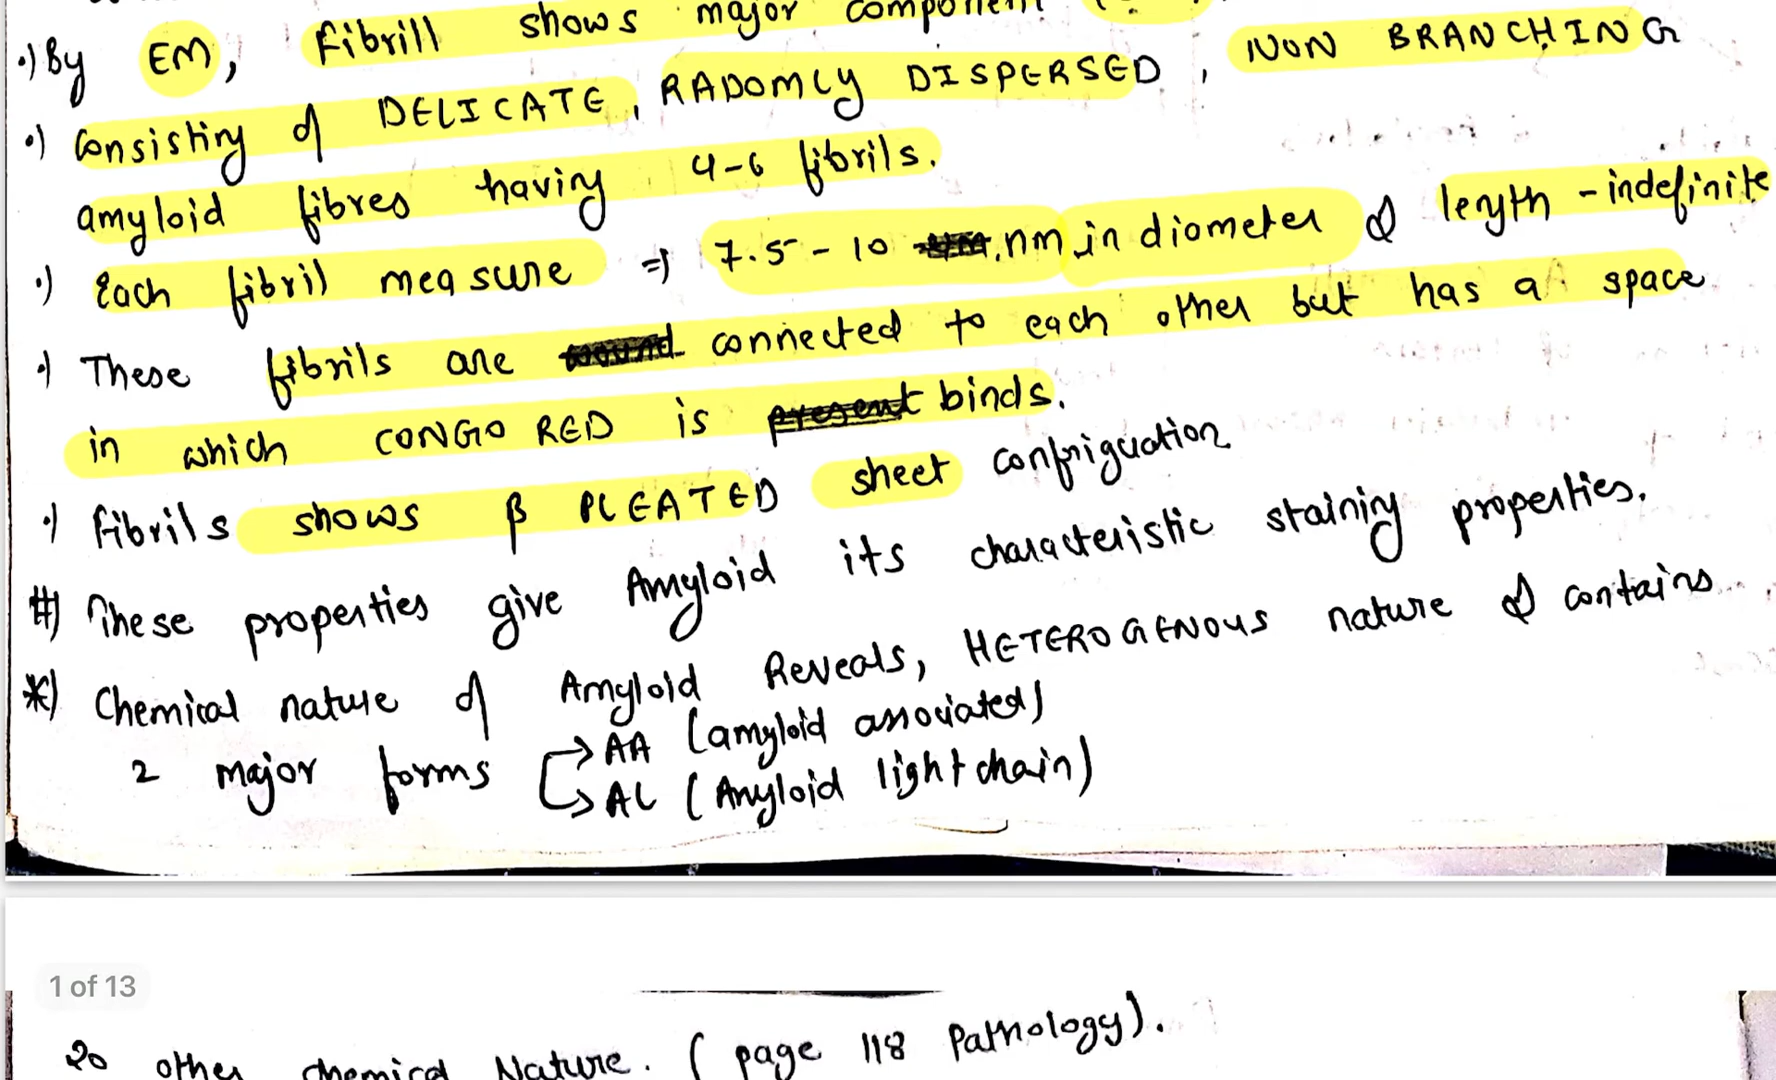 •) By EM, Fibrill shows major component
•) Consisting of DELICATE, RADOMLY DISPERSED, NON BRANCHING
amyloid fibres having 4-6 fibrils.
•) Each fibril measure ⇒ 7.5 - 10 nm in diameter & length - indefinite
•) These fibrils are connected to each other but has a space
in which CONGO RED is present binds.
•) fibrils shows β PLEATED sheet configuation
#) These properties give Amyloid its characteristic staining properties.
*) Chemical nature of Amyloid Reveals, HETEROGENOUS nature & contains
2 major forms → AA (amyloid associated)
→ AL (Amyloid light chain)
1 of 13
20 other chemical Nature. (page 118 Pathology).